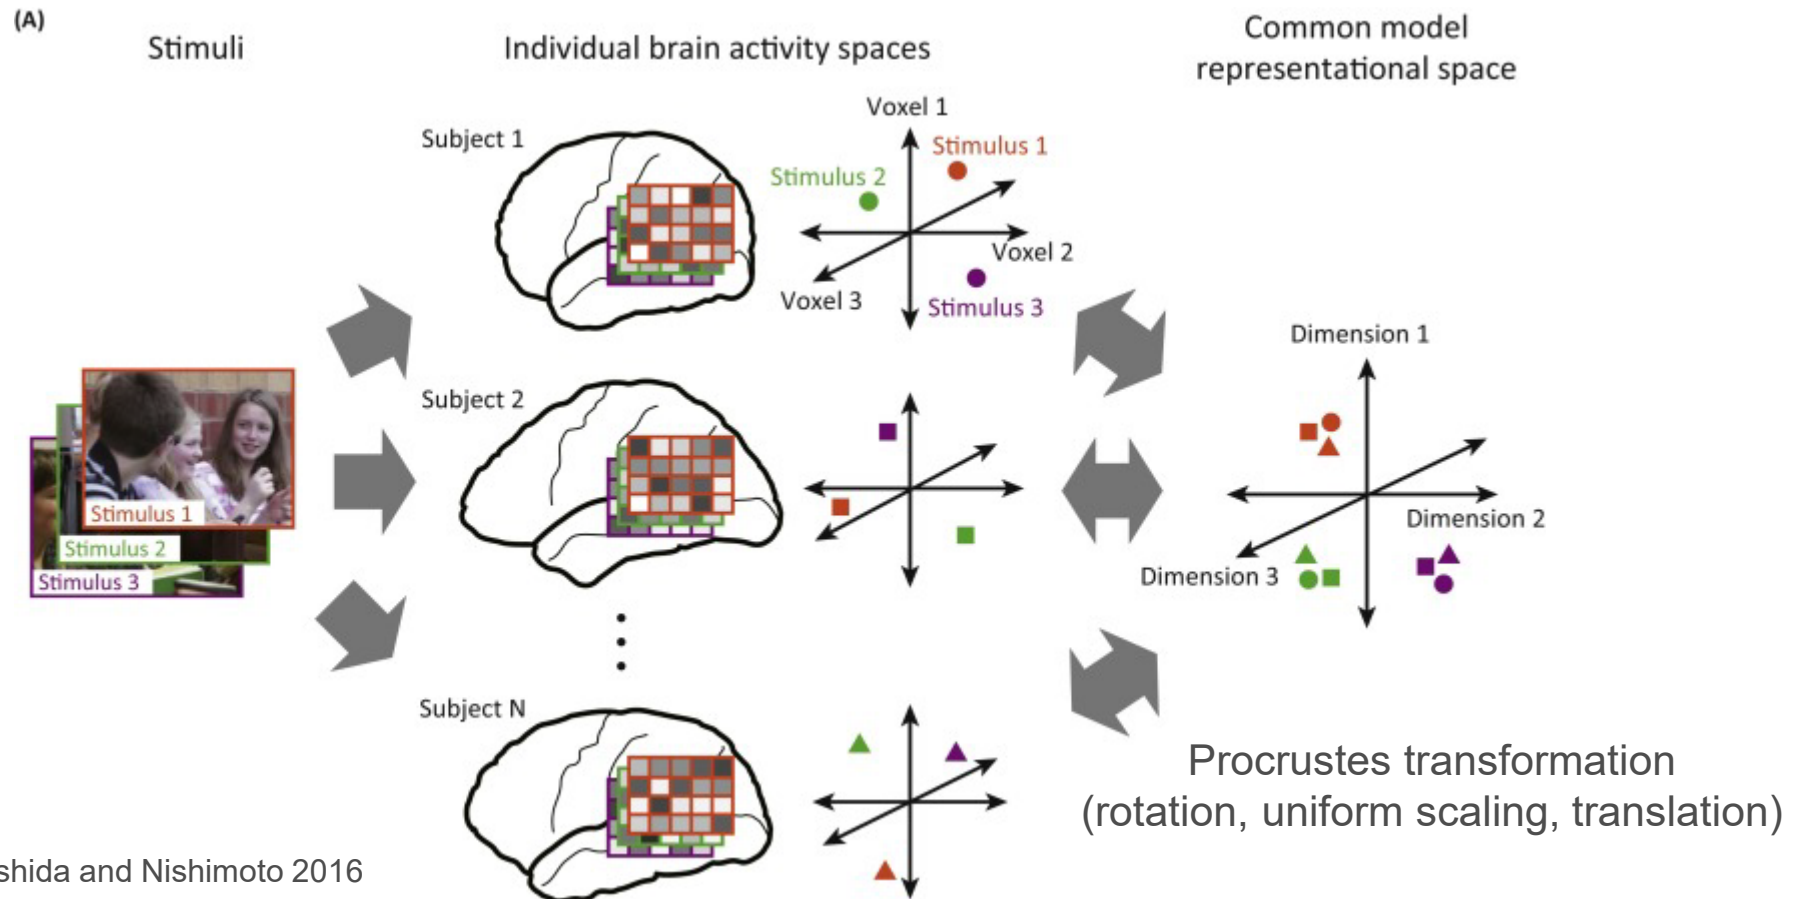 (A)
Stimuli
Individual brain activity spaces
Common model
representational space
Subject 1
Voxel 1
Stimulus 1
Stimulus 2
Voxel 2
Voxel 3
Stimulus 3
Stimulus 1
Stimulus 2
Stimulus 3
Subject 2
Dimension 1
Dimension 2
Dimension 3
Subject N
Procrustes transformation
(rotation, uniform scaling, translation)
shida and Nishimoto 2016